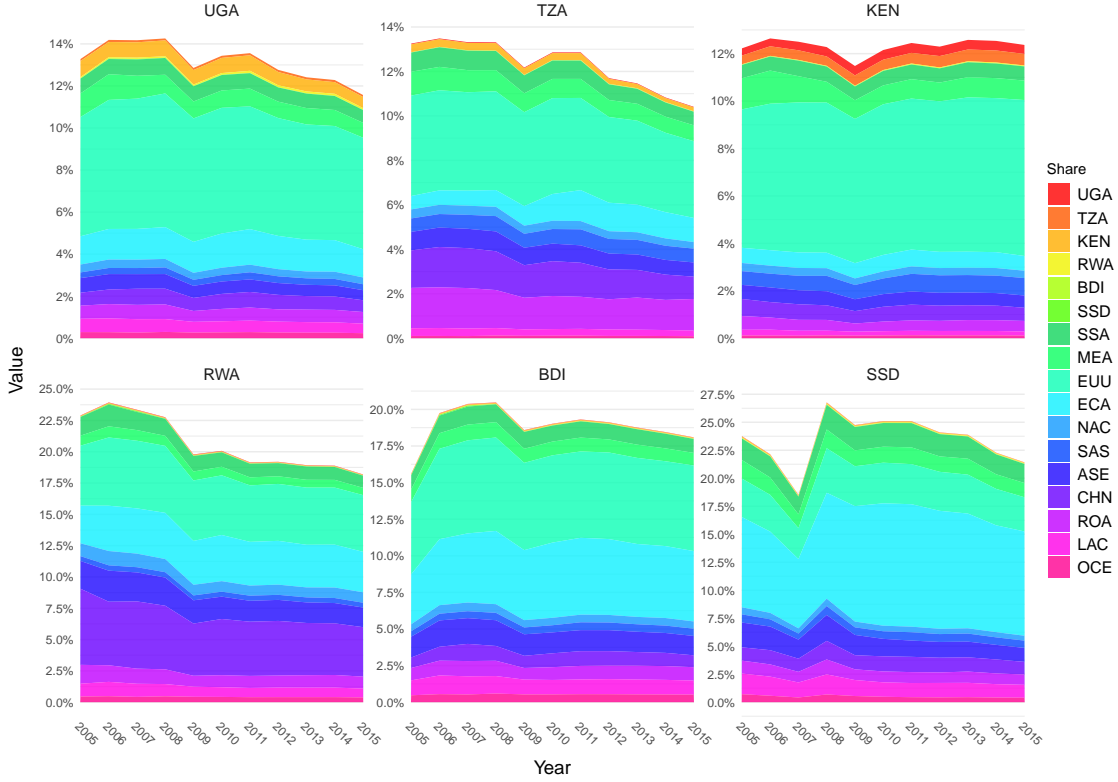 UGA
TZA
KEN
14%
12%
10%
8%
6%
4%
2%
0%
14%
12%
10%
8%
6%
4%
2%
0%
12%
10%
8%
6%
4%
2%
0%
RWA
BDI
SSD
25.0%
22.5%
20.0%
17.5%
15.0%
12.5%
10.0%
7.5%
5.0%
2.5%
0.0%
20.0%
17.5%
15.0%
12.5%
10.0%
7.5%
5.0%
2.5%
0.0%
27.5%
25.0%
22.5%
20.0%
17.5%
15.0%
12.5%
10.0%
7.5%
5.0%
2.5%
0.0%
2005 2006 2007 2008 2009 2010 2011 2012 2013 2014 2015
2005 2006 2007 2008 2009 2010 2011 2012 2013 2014 2015
2005 2006 2007 2008 2009 2010 2011 2012 2013 2014 2015
Value
Year
Share
UGA
TZA
KEN
RWA
BDI
SSD
SSA
MEA
EUU
ECA
NAC
SAS
ASE
CHN
ROA
LAC
OCE